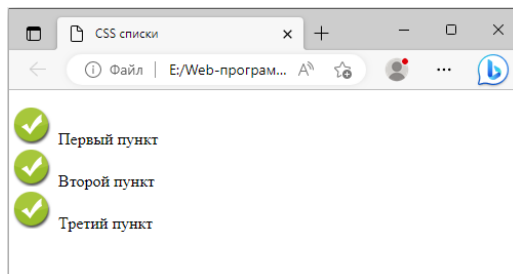 CSS списки
Файл | E:/Web-програм...
Первый пункт
Второй пункт
Третий пункт